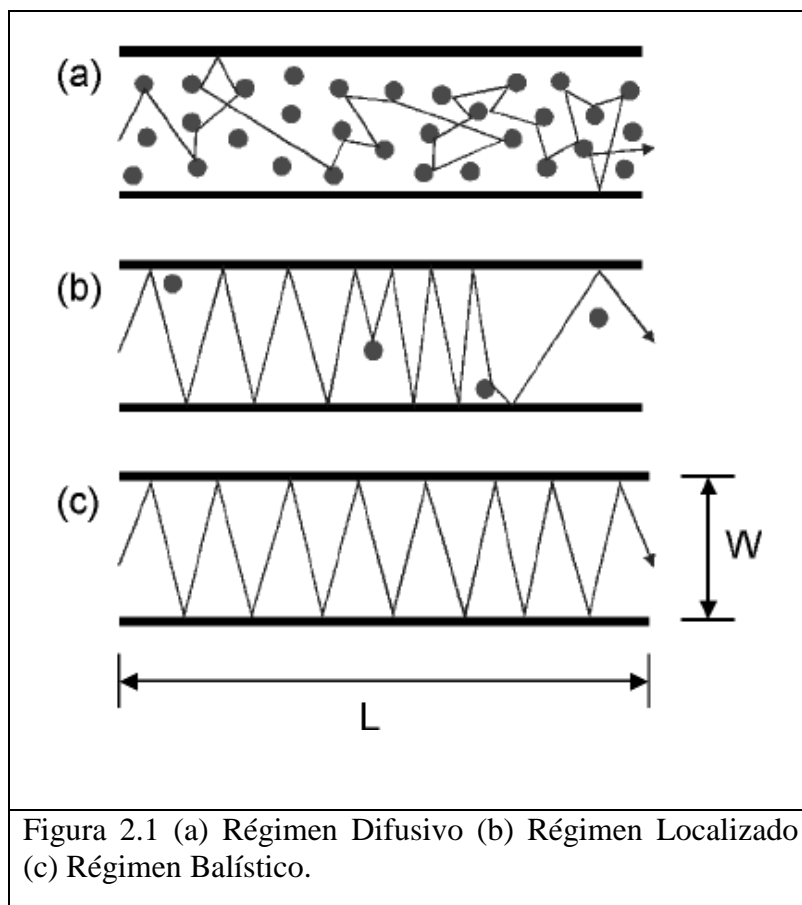 (a)
(b)
(c)
W
L
Figura 2.1 (a) Régimen Difusivo (b) Régimen Localizado
(c) Régimen Balístico.